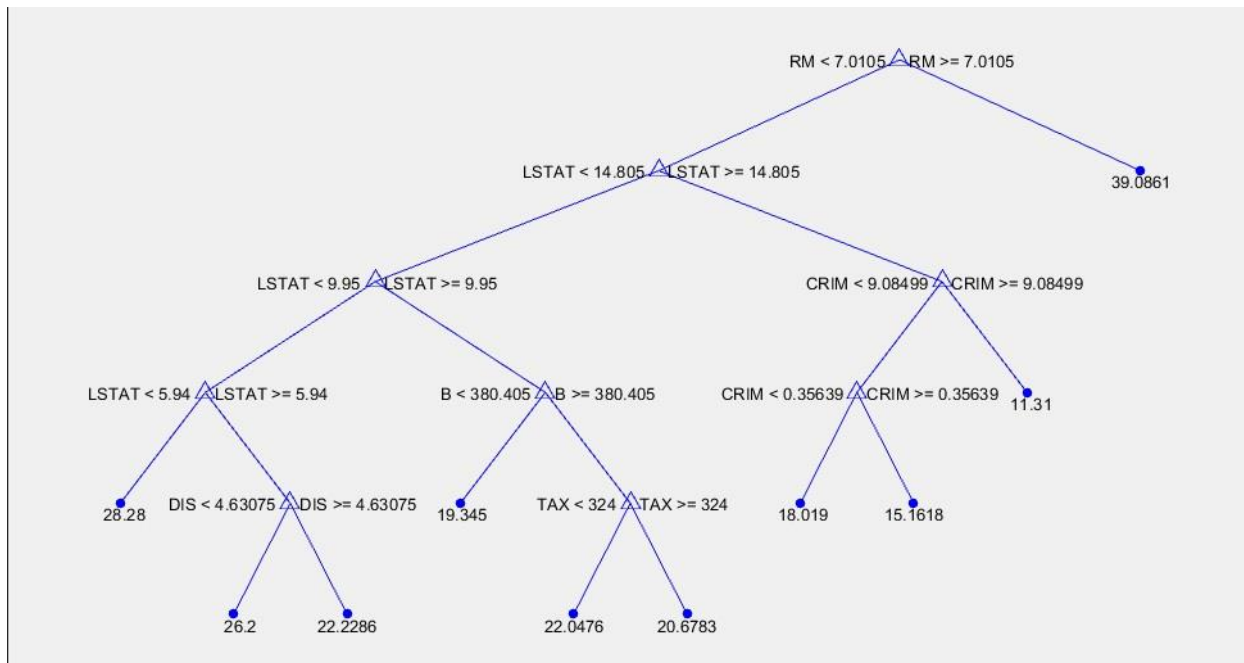 RM < 7.0105 RM >= 7.0105
LSTAT < 14.805 LSTAT >= 14.805
39.0861
LSTAT < 9.95 LSTAT >= 9.95
CRIM < 9.08499 CRIM >= 9.08499
LSTAT < 5.94 LSTAT >= 5.94
B < 380.405 B >= 380.405
CRIM < 0.35639 CRIM >= 0.35639
11.31
28.28
DIS < 4.63075 DIS >= 4.63075
19.345
TAX < 324 TAX >= 324
18.019
15.1618
26.2
22.2286
22.0476
20.6783